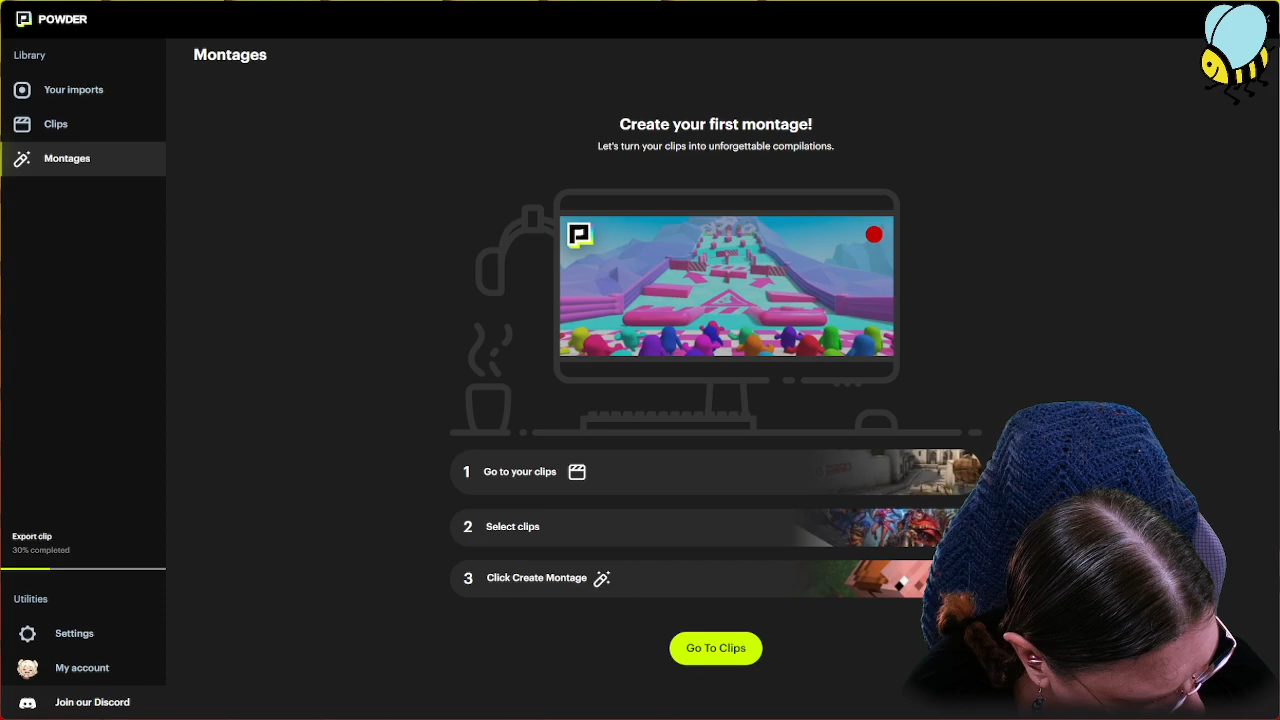 POWDER
Library
Your imports
Clips
Montages
Export clip
30% completed
Utilities
Settings
My account
Join our Discord
Montages
Create your first montage!
Let's turn your clips into unforgettable compilations.
1 Go to your clips
2 Select clips
3 Click Create Montage
Go To Clips